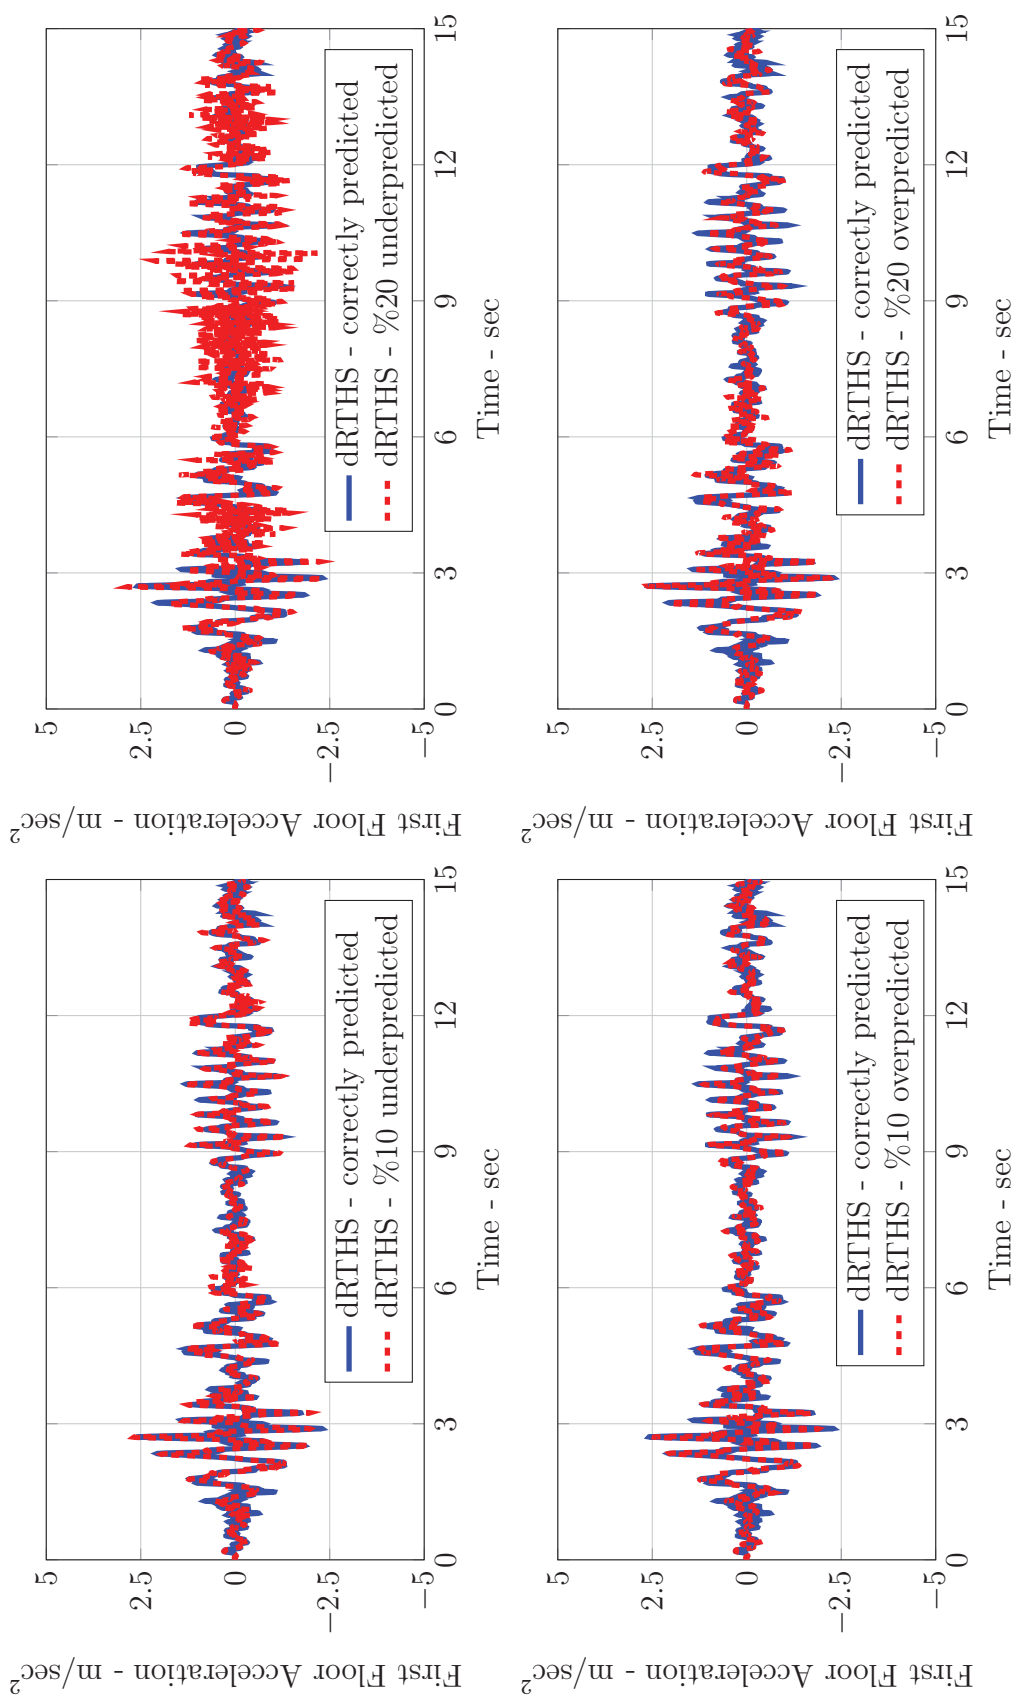 First Floor Acceleration - m/sec²
5
2.5
0
−2.5
−5
0 3 6 9 12 15
Time - sec
dRTHS - correctly predicted
dRTHS - %10 underpredicted
First Floor Acceleration - m/sec²
5
2.5
0
−2.5
−5
0 3 6 9 12 15
Time - sec
dRTHS - correctly predicted
dRTHS - %20 underpredicted
First Floor Acceleration - m/sec²
5
2.5
0
−2.5
−5
0 3 6 9 12 15
Time - sec
dRTHS - correctly predicted
dRTHS - %10 overpredicted
First Floor Acceleration - m/sec²
5
2.5
0
−2.5
−5
0 3 6 9 12 15
Time - sec
dRTHS - correctly predicted
dRTHS - %20 overpredicted